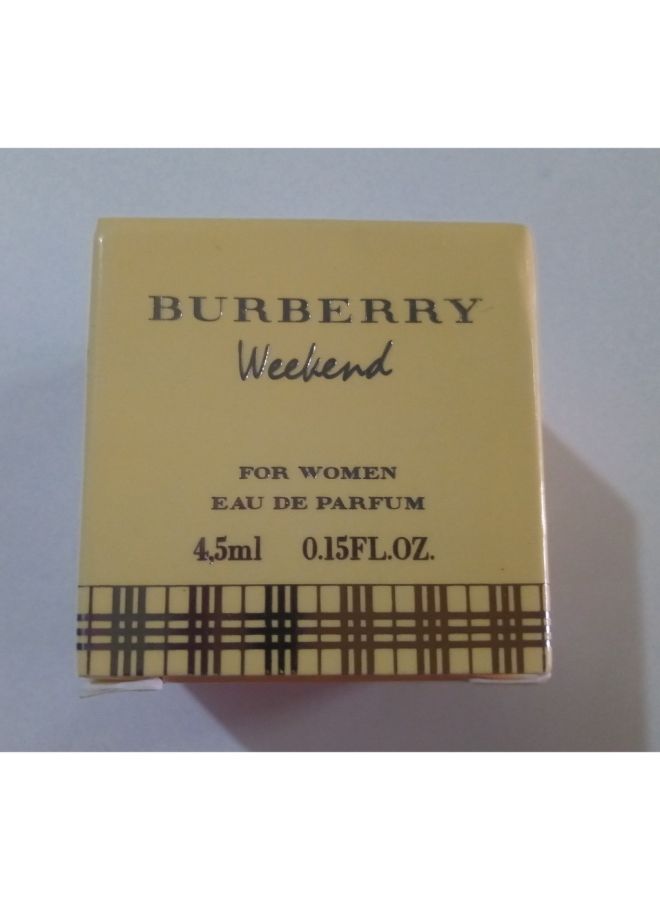 BURBERRY
Weekend
FOR WOMEN
EAU DE PARFUM
4,5ml 0.15FL.OZ.